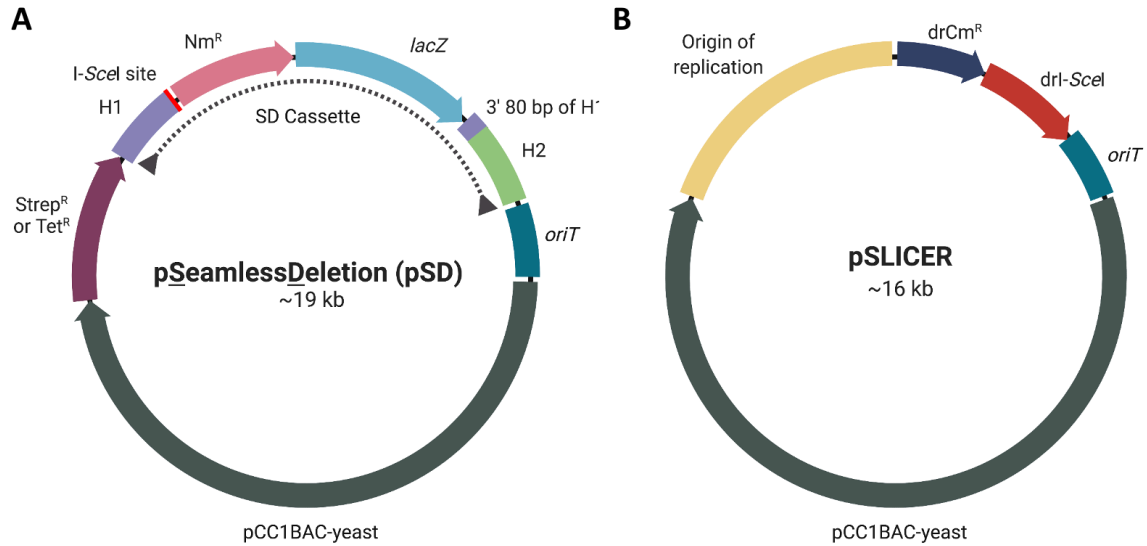 A
Nm^R
lacZ
I-SceI site
H1
SD Cassette
3' 80 bp of H1
H2
Strep^R
or Tet^R
oriT
pSeamlessDeletion (pSD)
~19 kb
pCC1BAC-yeast
B
Origin of
replication
drCm^R
drI-SceI
oriT
pSLICER
~16 kb
pCC1BAC-yeast